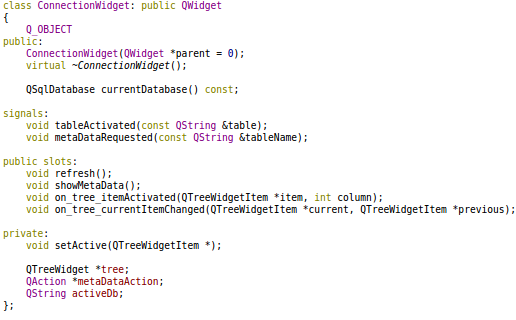 class ConnectionWidget: public QWidget
{
    Q_OBJECT
public:
    ConnectionWidget(QWidget *parent = 0);
    virtual ~ConnectionWidget();

    QSqlDatabase currentDatabase() const;

signals:
    void tableActivated(const QString &table);
    void metaDataRequested(const QString &tableName);

public slots:
    void refresh();
    void showMetaData();
    void on_tree_itemActivated(QTreeWidgetItem *item, int column);
    void on_tree_currentItemChanged(QTreeWidgetItem *current, QTreeWidgetItem *previous);

private:
    void setActive(QTreeWidgetItem *);

    QTreeWidget *tree;
    QAction *metaDataAction;
    QString activeDb;
};